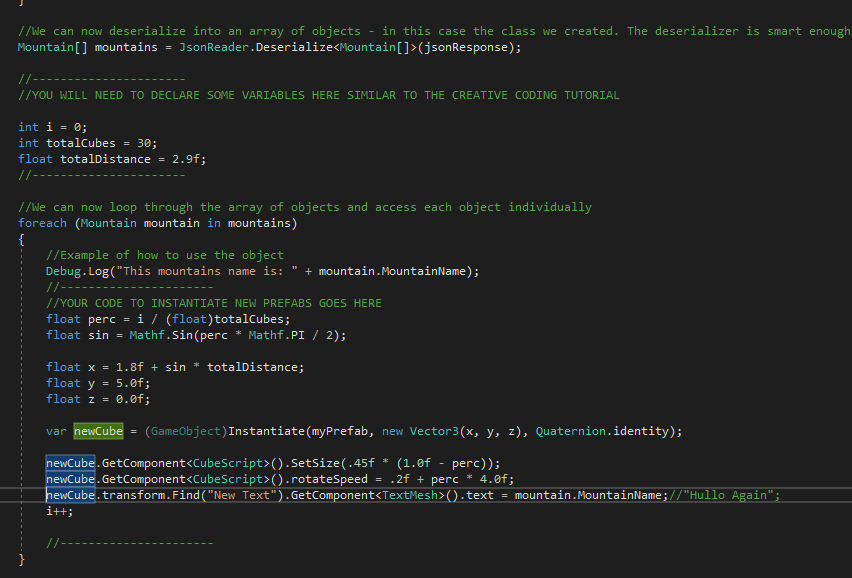 }
//We can now deserialize into an array of objects - in this case the class we created. The deserializer is smart enough
Mountain[] mountains = JsonReader.Deserialize<Mountain[]>(jsonResponse);
//----------------------
//YOU WILL NEED TO DECLARE SOME VARIABLES HERE SIMILAR TO THE CREATIVE CODING TUTORIAL
int i = 0;
int totalCubes = 30;
float totalDistance = 2.9f;
//----------------------
//We can now loop through the array of objects and access each object individually
foreach (Mountain mountain in mountains)
{
//Example of how to use the object
Debug.Log("This mountains name is: " + mountain.MountainName);
//----------------------
//YOUR CODE TO INSTANTIATE NEW PREFABS GOES HERE
float perc = i / (float)totalCubes;
float sin = Mathf.Sin(perc * Mathf.PI / 2);
float x = 1.8f + sin * totalDistance;
float y = 5.0f;
float z = 0.0f;
var newCube = (GameObject)Instantiate(myPrefab, new Vector3(x, y, z), Quaternion.identity);
newCube.GetComponent<CubeScript>().SetSize(.45f * (1.0f - perc));
newCube.GetComponent<CubeScript>().rotateSpeed = .2f + perc * 4.0f;
newCube.transform.Find("New Text").GetComponent<TextMesh>().text = mountain.MountainName;//"Hullo Again";
i++;
//----------------------
}